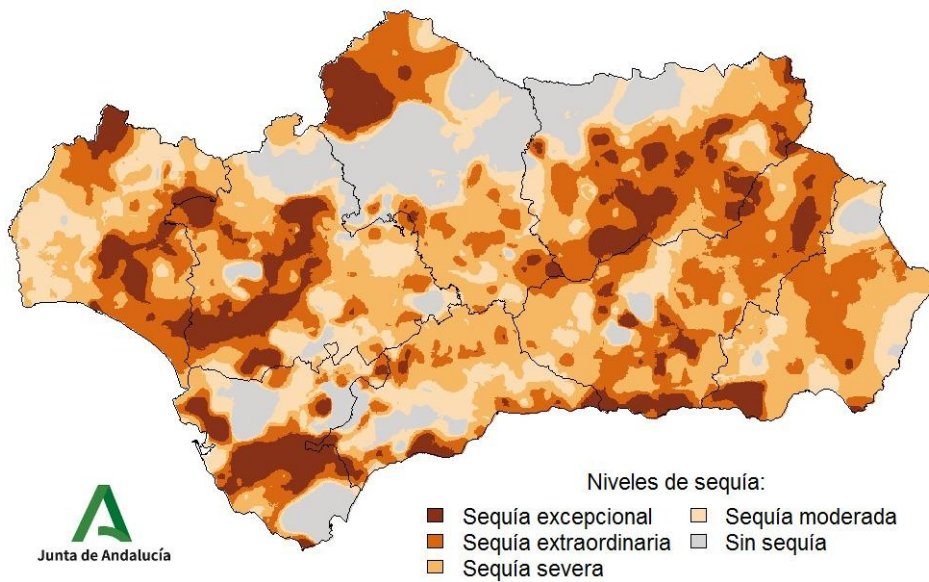 Niveles de sequía:
Sequía excepcional
Sequía extraordinaria
Sequía severa
Sequía moderada
Sin sequía
Junta de Andalucía